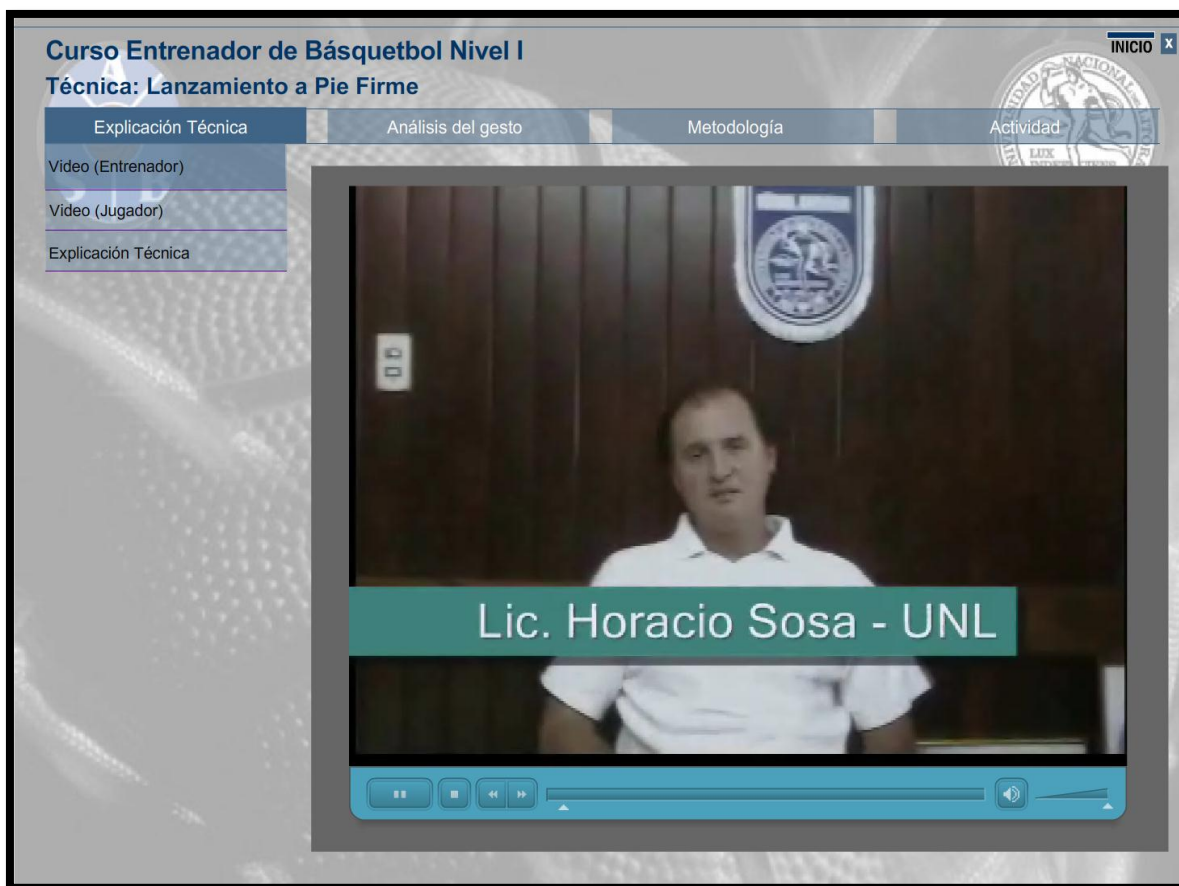 Curso Entrenador de Básquetbol Nivel I
INICIO X
Técnica: Lanzamiento a Pie Firme
Explicación Técnica
Análisis del gesto
Metodología
Actividad
Video (Entrenador)
Video (Jugador)
Explicación Técnica
LUX
Lic. Horacio Sosa - UNL